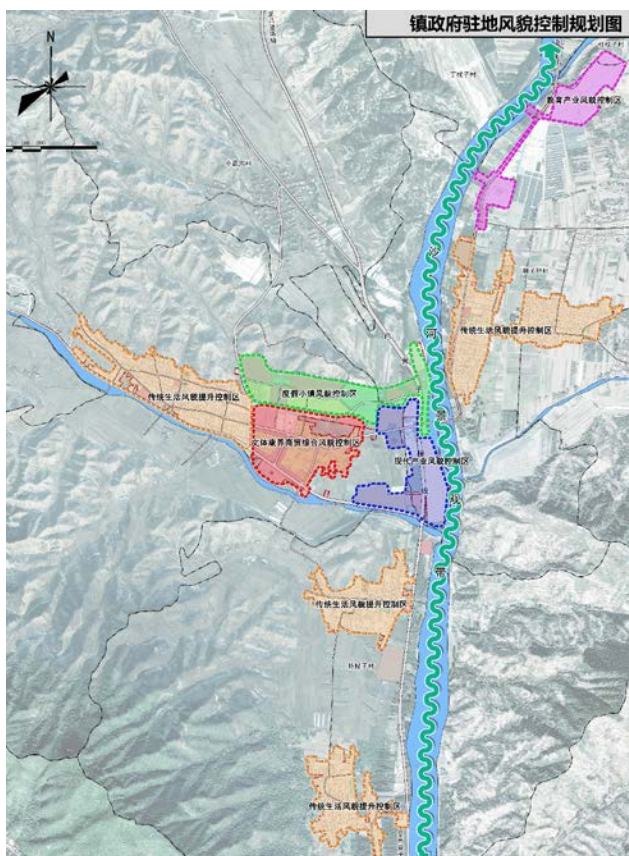 镇政府驻地风貌控制规划图
N
教育产业风貌控制区
传统生活风貌提升控制区
度假小镇风貌控制区
传统生活风貌提升控制区
文体康养商贸综合风貌控制区
现代产业风貌控制区
传统生活风貌提升控制区
传统生活风貌提升控制区